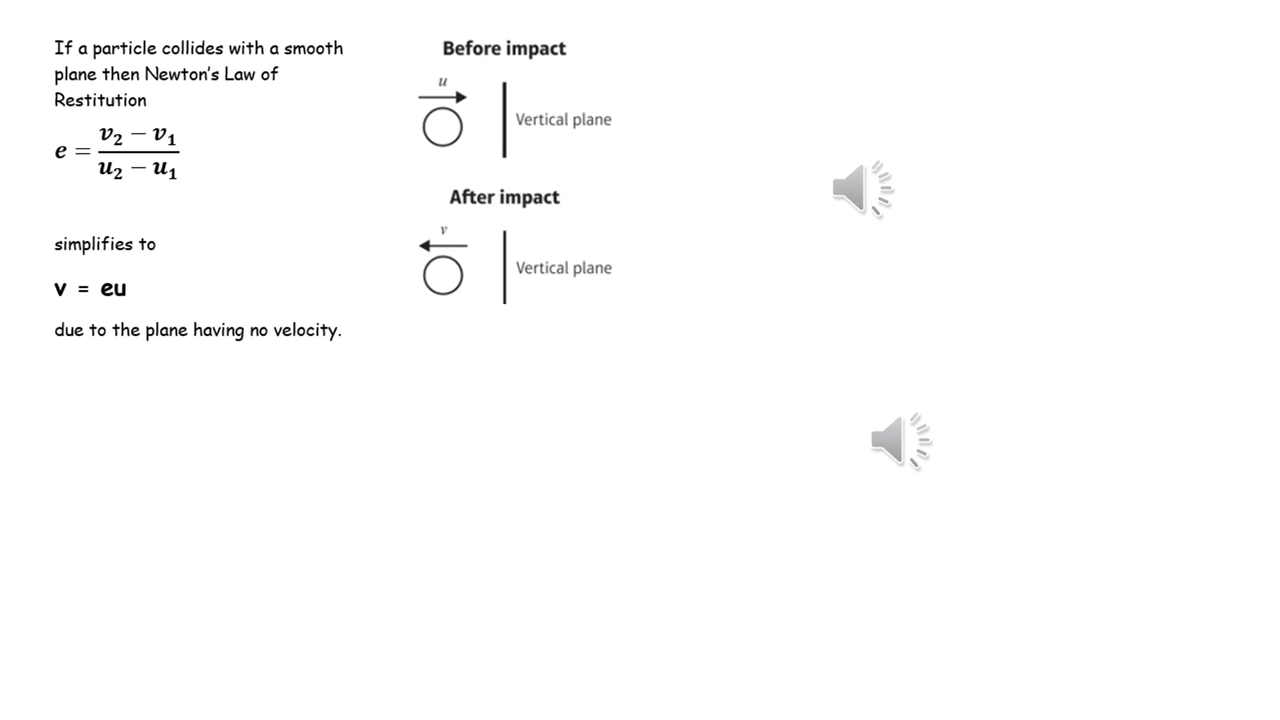 If a particle collides with a smooth
plane then Newton's Law of
Restitution
e = (v₂ − v₁)/(u₂ − u₁)
simplifies to
v = eu
due to the plane having no velocity.
Before impact
u
Vertical plane
After impact
v
Vertical plane